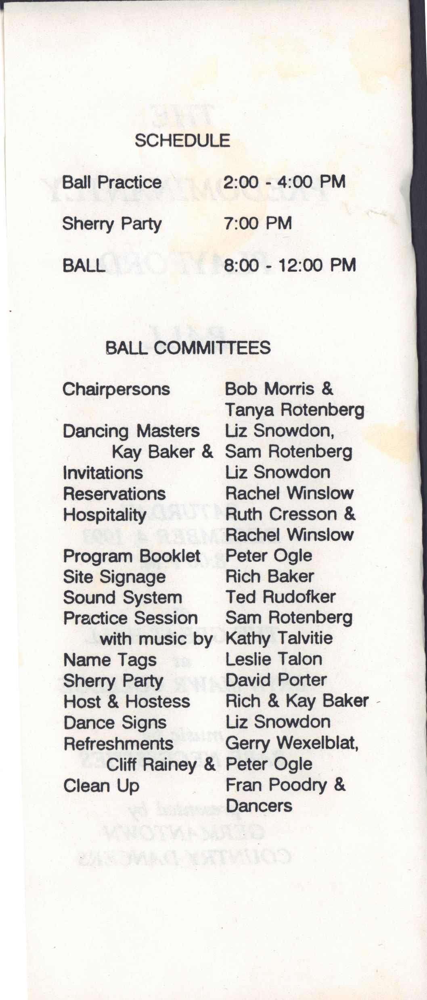 SCHEDULE
Ball Practice 2:00 - 4:00 PM
Sherry Party 7:00 PM
BALL 8:00 - 12:00 PM
BALL COMMITTEES
Chairpersons Bob Morris &
Tanya Rotenberg
Dancing Masters Liz Snowdon,
Kay Baker & Sam Rotenberg
Invitations Liz Snowdon
Reservations Rachel Winslow
Hospitality Ruth Cresson &
Rachel Winslow
Program Booklet Peter Ogle
Site Signage Rich Baker
Sound System Ted Rudofker
Practice Session Sam Rotenberg
with music by Kathy Talvitie
Name Tags Leslie Talon
Sherry Party David Porter
Host & Hostess Rich & Kay Baker
Dance Signs Liz Snowdon
Refreshments Gerry Wexelblat,
Cliff Rainey & Peter Ogle
Clean Up Fran Poodry &
Dancers